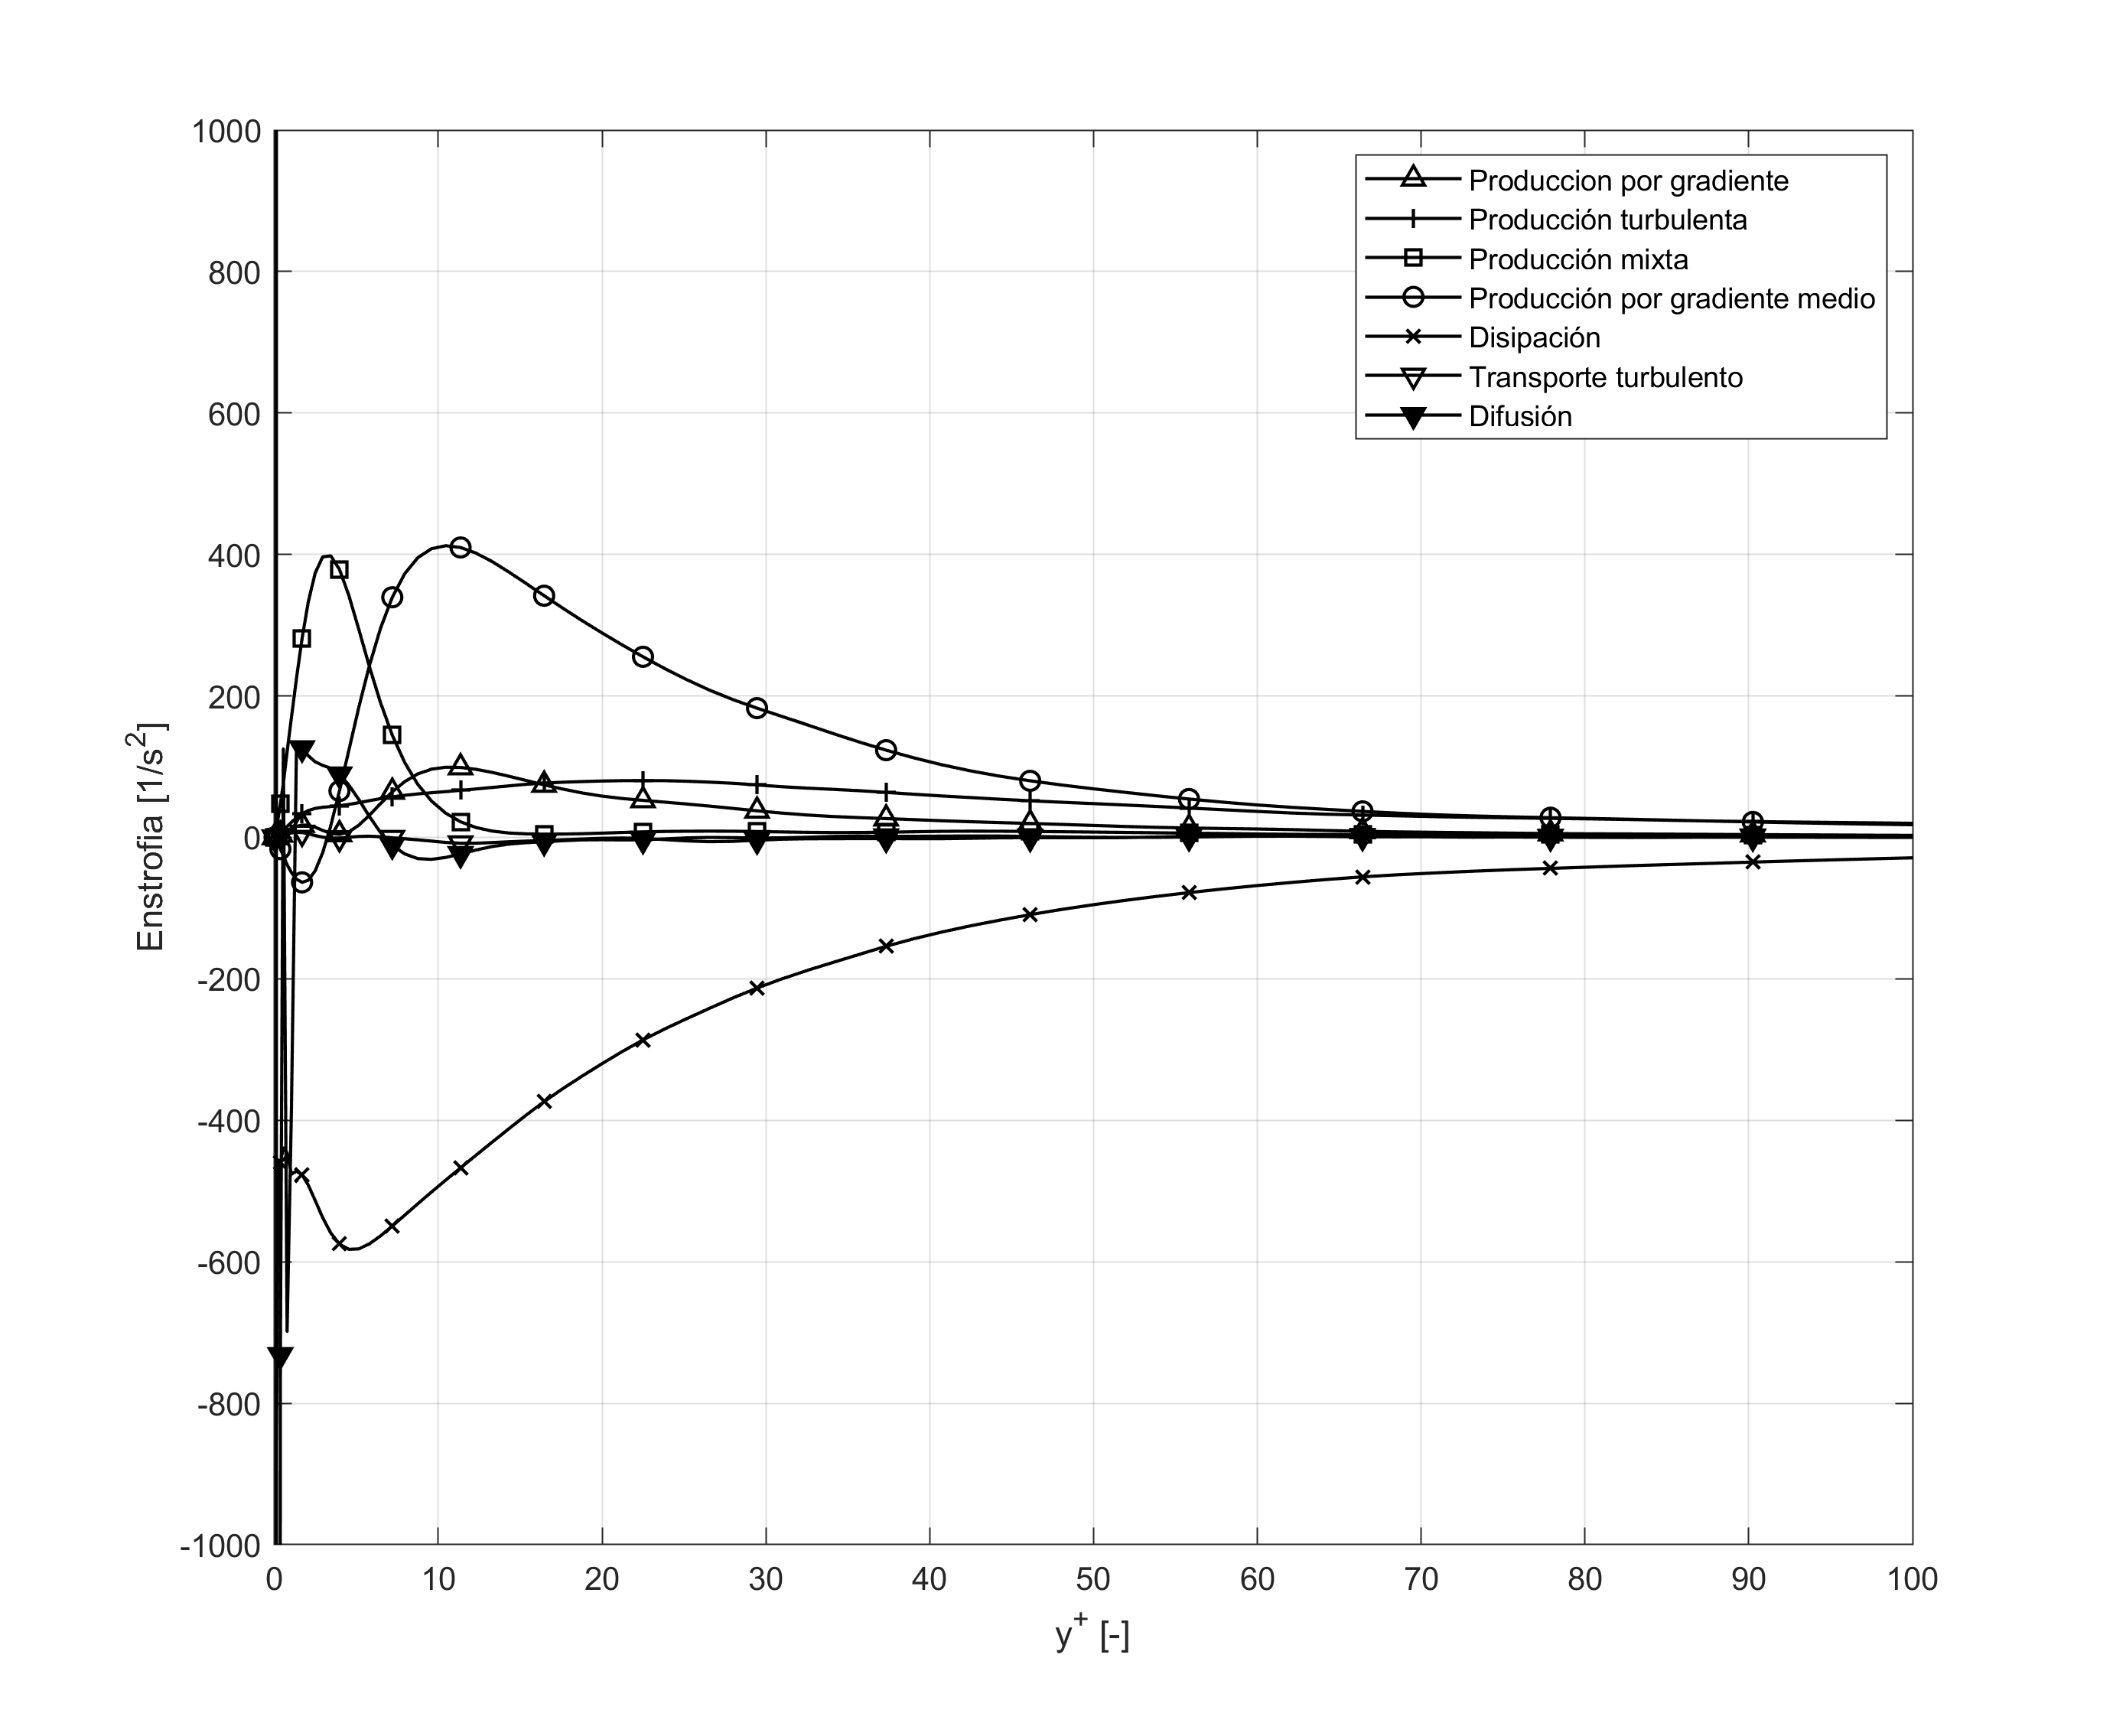 1000
800
600
400
200
0
-200
-400
-600
-800
-1000
Enstrofia [1/s²]
Produccion por gradiente
Producción turbulenta
Producción mixta
Producción por gradiente medio
Disipación
Transporte turbulento
Difusión
0 10 20 30 40 50 60 70 80 90 100
y⁺ [-]